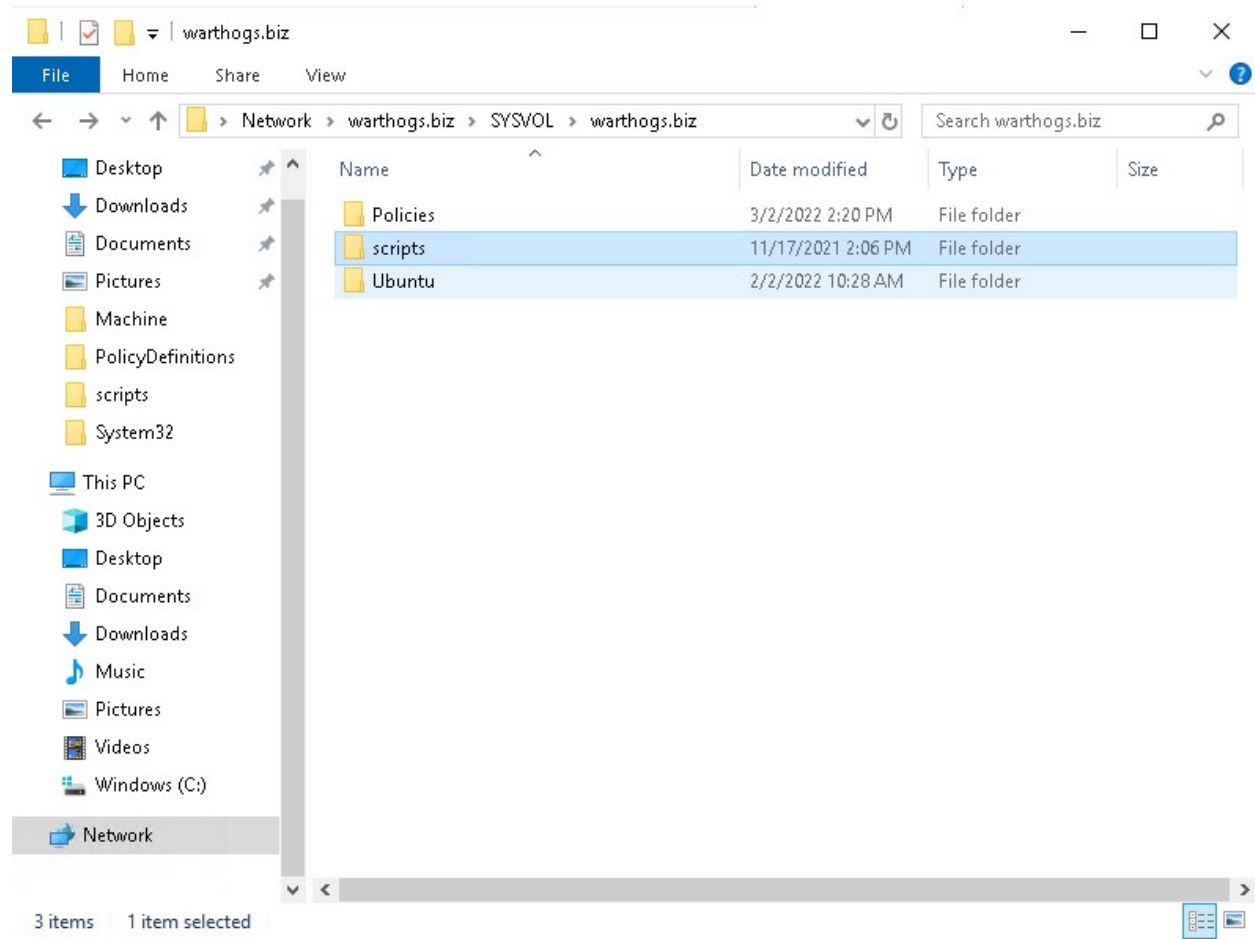 warthogs.biz
File Home Share View
Network > warthogs.biz > SYSVOL > warthogs.biz Search warthogs.biz
Desktop
Downloads
Documents
Pictures
Machine
PolicyDefinitions
scripts
System32
This PC
3D Objects
Desktop
Documents
Downloads
Music
Pictures
Videos
Windows (C:)
Network
Name Date modified Type Size
Policies 3/2/2022 2:20 PM File folder
scripts 11/17/2021 2:06 PM File folder
Ubuntu 2/2/2022 10:28 AM File folder
3 items 1 item selected